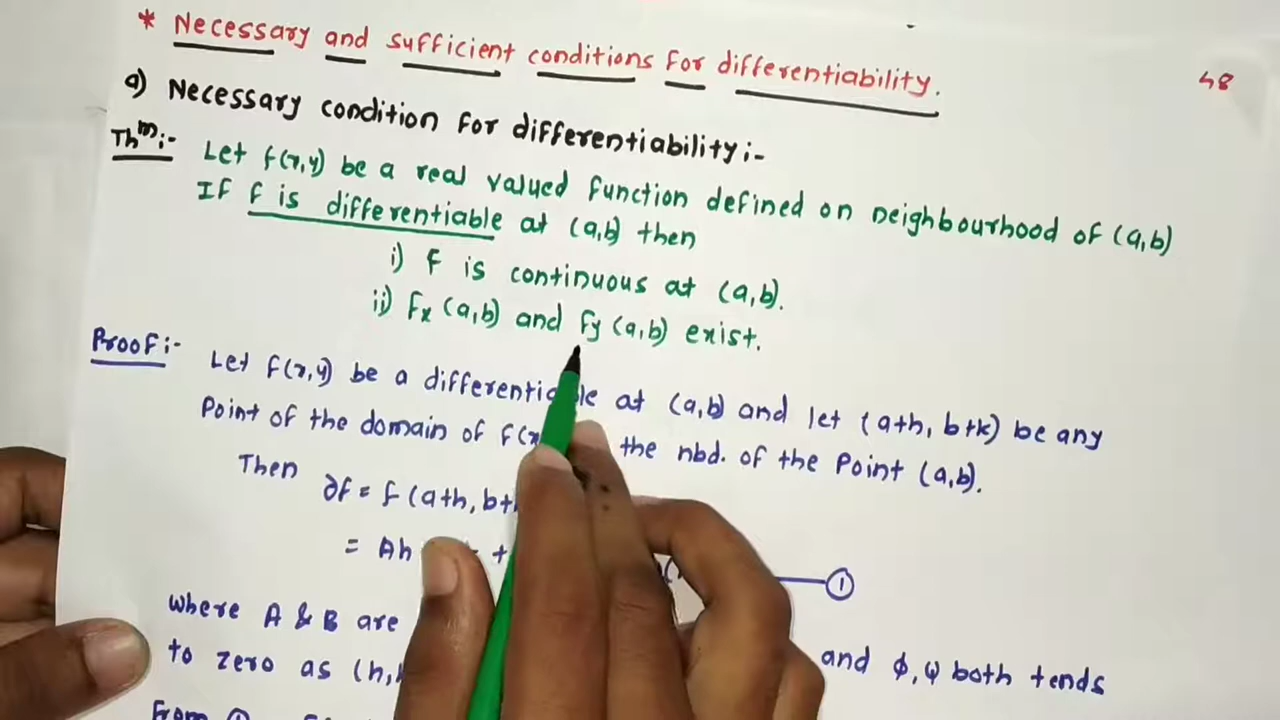 * Necessary and sufficient conditions for differentiability.
48
a) Necessary condition for differentiability:-
Thm:- Let f(x,y) be a real valued function defined on neighbourhood of (a,b)
If f is differentiable at (a,b) then
i) f is continuous at (a,b).
ii) fx (a,b) and fy (a,b) exist.
Proof:- Let f(x,y) be a differentiable at (a,b) and let (a+h, b+k) be any
point of the domain of f( the nbd. of the point (a,b).
Then ∂f = f(a+h, b+
= Ah + ①
where A & B are and φ, ψ both tends
to zero as (h,
From ①